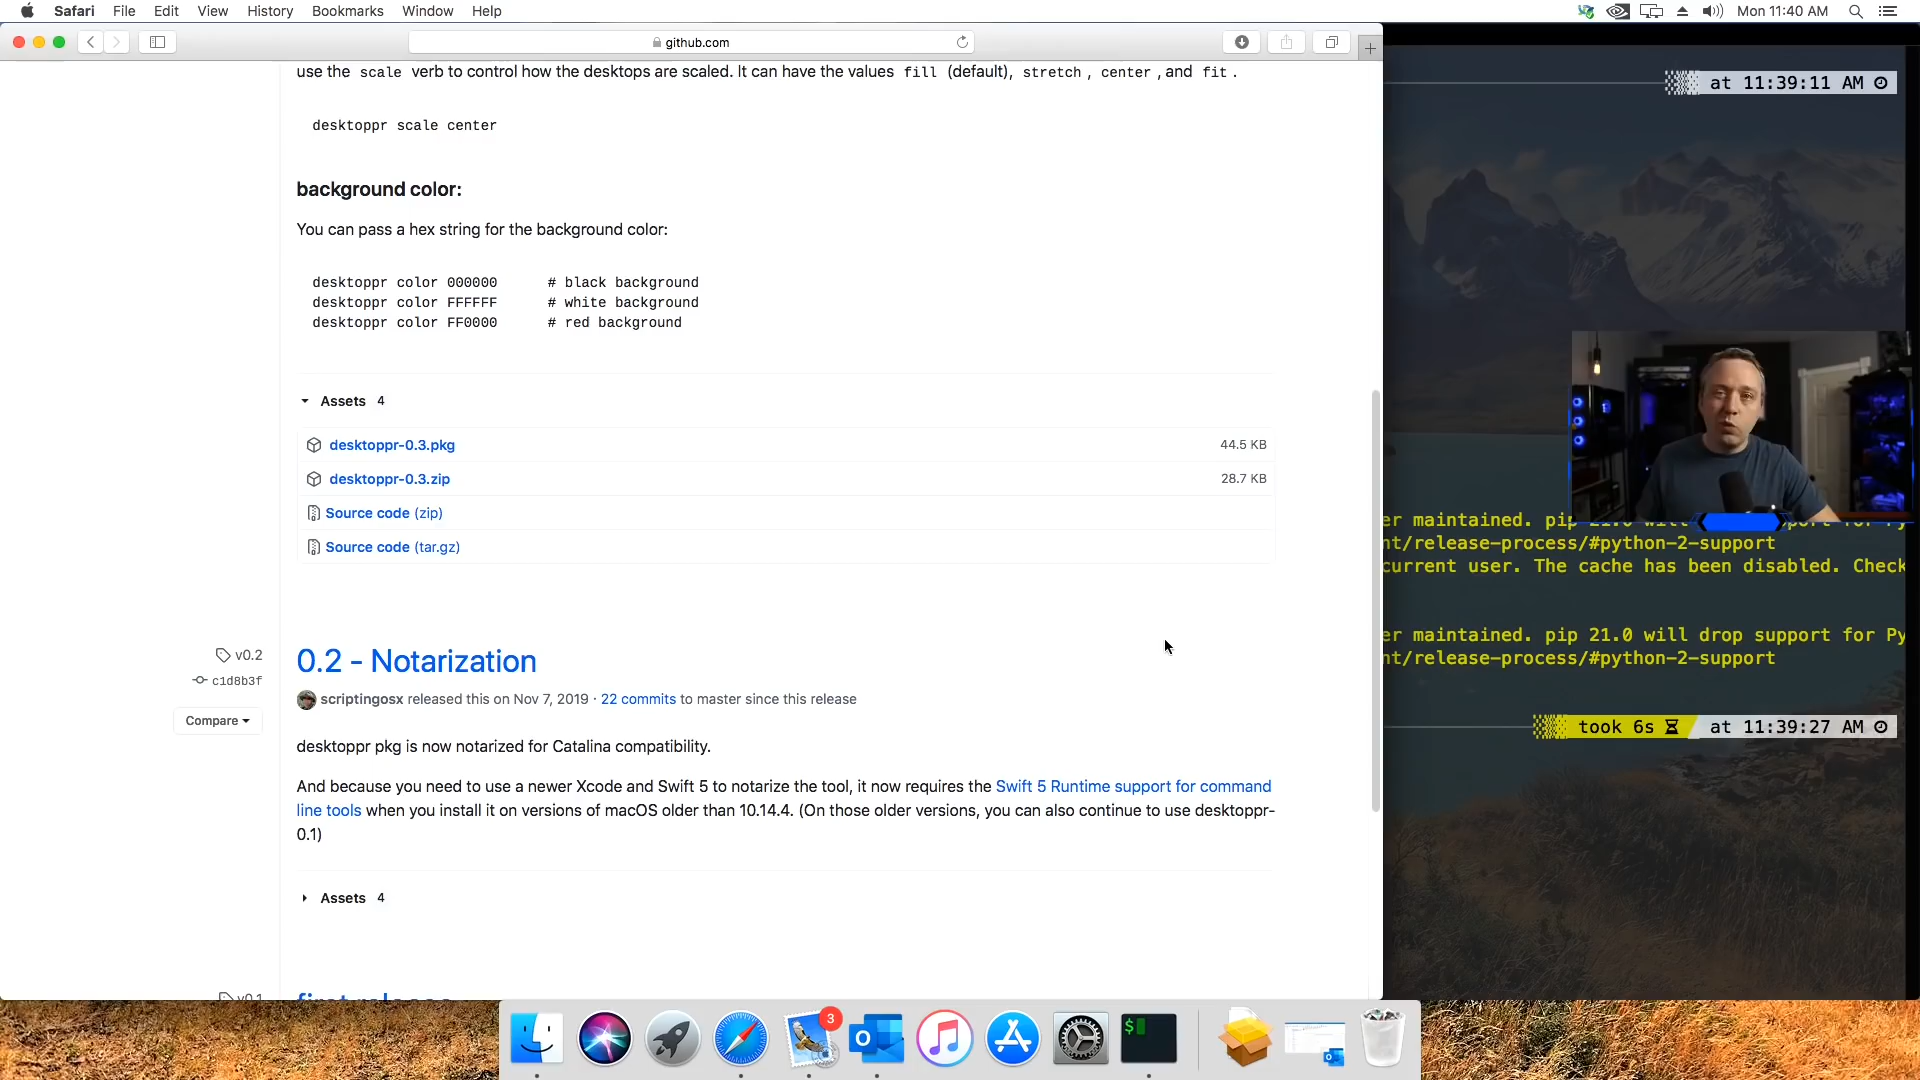 Safari File Edit View History Bookmarks Window Help
Mon 11:40 AM
github.com
use the scale verb to control how the desktops are scaled. It can have the values fill (default), stretch, center, and fit.
desktoppr scale center
background color:
You can pass a hex string for the background color:
desktoppr color 000000 # black background
desktoppr color FFFFFF # white background
desktoppr color FF0000 # red background
Assets 4
desktoppr-0.3.pkg 44.5 KB
desktoppr-0.3.zip 28.7 KB
Source code (zip)
Source code (tar.gz)
v0.2
c1d8b3f
Compare
0.2 - Notarization
scriptingosx released this on Nov 7, 2019 · 22 commits to master since this release
desktoppr pkg is now notarized for Catalina compatibility.
And because you need to use a newer Xcode and Swift 5 to notarize the tool, it now requires the Swift 5 Runtime support for command
line tools when you install it on versions of macOS older than 10.14.4. (On those older versions, you can also continue to use desktoppr-
0.1)
Assets 4
v0.1
first release
at 11:39:11 AM
er maintained. pip
nt/release-process/#python-2-support
current user. The cache has been disabled. Check
er maintained. pip 21.0 will drop support for Py
nt/release-process/#python-2-support
took 6s at 11:39:27 AM
3
$